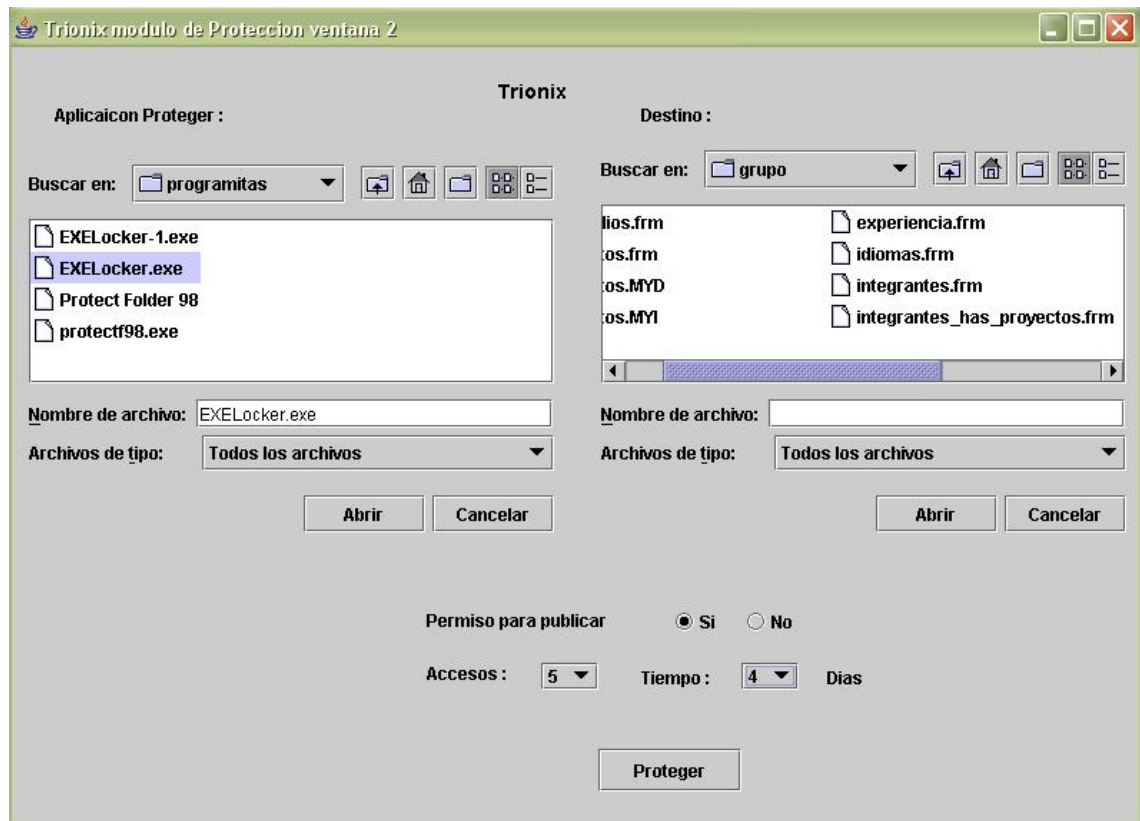 Trionix modulo de Proteccion ventana 2
Trionix
Aplicaicon Proteger :
Buscar en: programitas
EXELocker-1.exe
EXELocker.exe
Protect Folder 98
protectf98.exe
Nombre de archivo: EXELocker.exe
Archivos de tipo: Todos los archivos
Abrir Cancelar
Destino :
Buscar en: grupo
lios.frm
os.frm
os.MYD
os.MYI
experiencia.frm
idiomas.frm
integrantes.frm
integrantes_has_proyectos.frm
Nombre de archivo:
Archivos de tipo: Todos los archivos
Abrir Cancelar
Permiso para publicar Si No
Accesos : 5 Tiempo : 4 Dias
Proteger